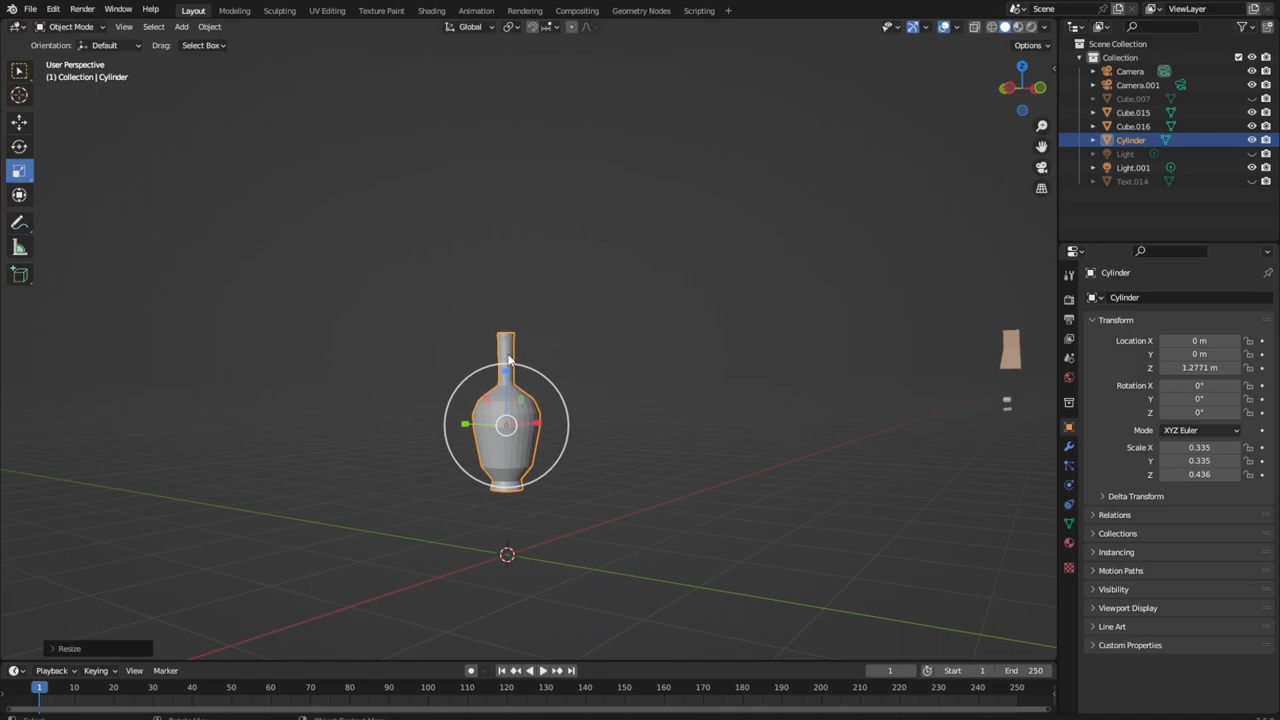 File Edit Render Window Help Layout Modeling Sculpting UV Editing Texture Paint Shading Animation Rendering Compositing Geometry Nodes Scripting Scene ViewLayer
Object Mode View Select Add Object Global
Orientation: Default Drag: Select Box Options
User Perspective
(1) Collection | Cylinder
Z
Scene Collection
Collection
Camera
Camera.001
Cube.007
Cube.015
Cube.016
Cylinder
Light
Light.001
Text.014
Cylinder
Cylinder
Transform
Location X 0 m
Y 0 m
Z 1.2771 m
Rotation X 0°
Y 0°
Z 0°
Mode XYZ Euler
Scale X 0.335
Y 0.335
Z 0.436
Delta Transform
Relations
Collections
Instancing
Motion Paths
Visibility
Viewport Display
Line Art
Custom Properties
Resize
Playback Keying View Marker 1 Start 1 End 250
1 10 20 30 40 50 60 70 80 90 100 110 120 130 140 150 160 170 180 190 200 210 220 230 240 250